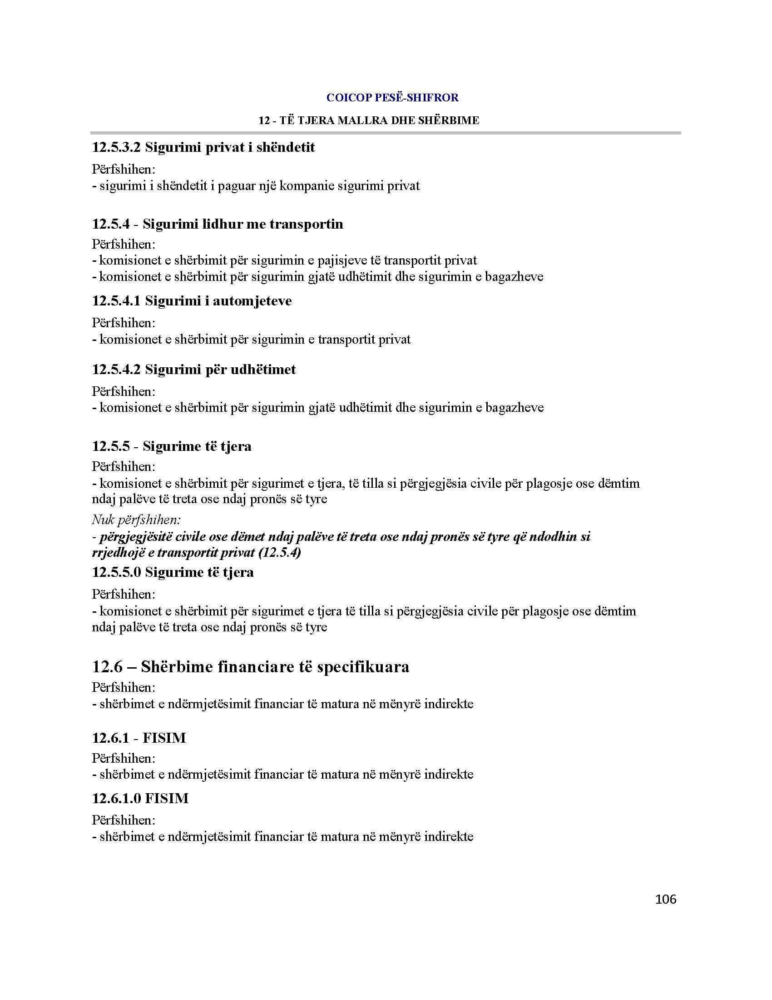 COICOP PESË-SHIFROR
12 - TË TJERA MALLRA DHE SHËRBIME
12.5.3.2 Sigurimi privat i shëndetit
Përfshihen:
- sigurimi i shëndetit i paguar një kompanie sigurimi privat
12.5.4 - Sigurimi lidhur me transportin
Përfshihen:
- komisionet e shërbimit për sigurimin e pajisjeve të transportit privat
- komisionet e shërbimit për sigurimin gjatë udhëtimit dhe sigurimin e bagazheve
12.5.4.1 Sigurimi i automjeteve
Përfshihen:
- komisionet e shërbimit për sigurimin e transportit privat
12.5.4.2 Sigurimi për udhëtimet
Përfshihen:
- komisionet e shërbimit për sigurimin gjatë udhëtimit dhe sigurimin e bagazheve
12.5.5 - Sigurime të tjera
Përfshihen:
- komisionet e shërbimit për sigurimet e tjera, të tilla si përgjegjësia civile për plagosje ose dëmtim
ndaj palëve të treta ose ndaj pronës së tyre
Nuk përfshihen:
- përgjegjësitë civile ose dëmet ndaj palëve të treta ose ndaj pronës së tyre që ndodhin si
rrjedhojë e transportit privat (12.5.4)
12.5.5.0 Sigurime të tjera
Përfshihen:
- komisionet e shërbimit për sigurimet e tjera të tilla si përgjegjësia civile për plagosje ose dëmtim
ndaj palëve të treta ose ndaj pronës së tyre
12.6 – Shërbime financiare të specifikuara
Përfshihen:
- shërbimet e ndërmjetësimit financiar të matura në mënyrë indirekte
12.6.1 - FISIM
Përfshihen:
- shërbimet e ndërmjetësimit financiar të matura në mënyrë indirekte
12.6.1.0 FISIM
Përfshihen:
- shërbimet e ndërmjetësimit financiar të matura në mënyrë indirekte
106